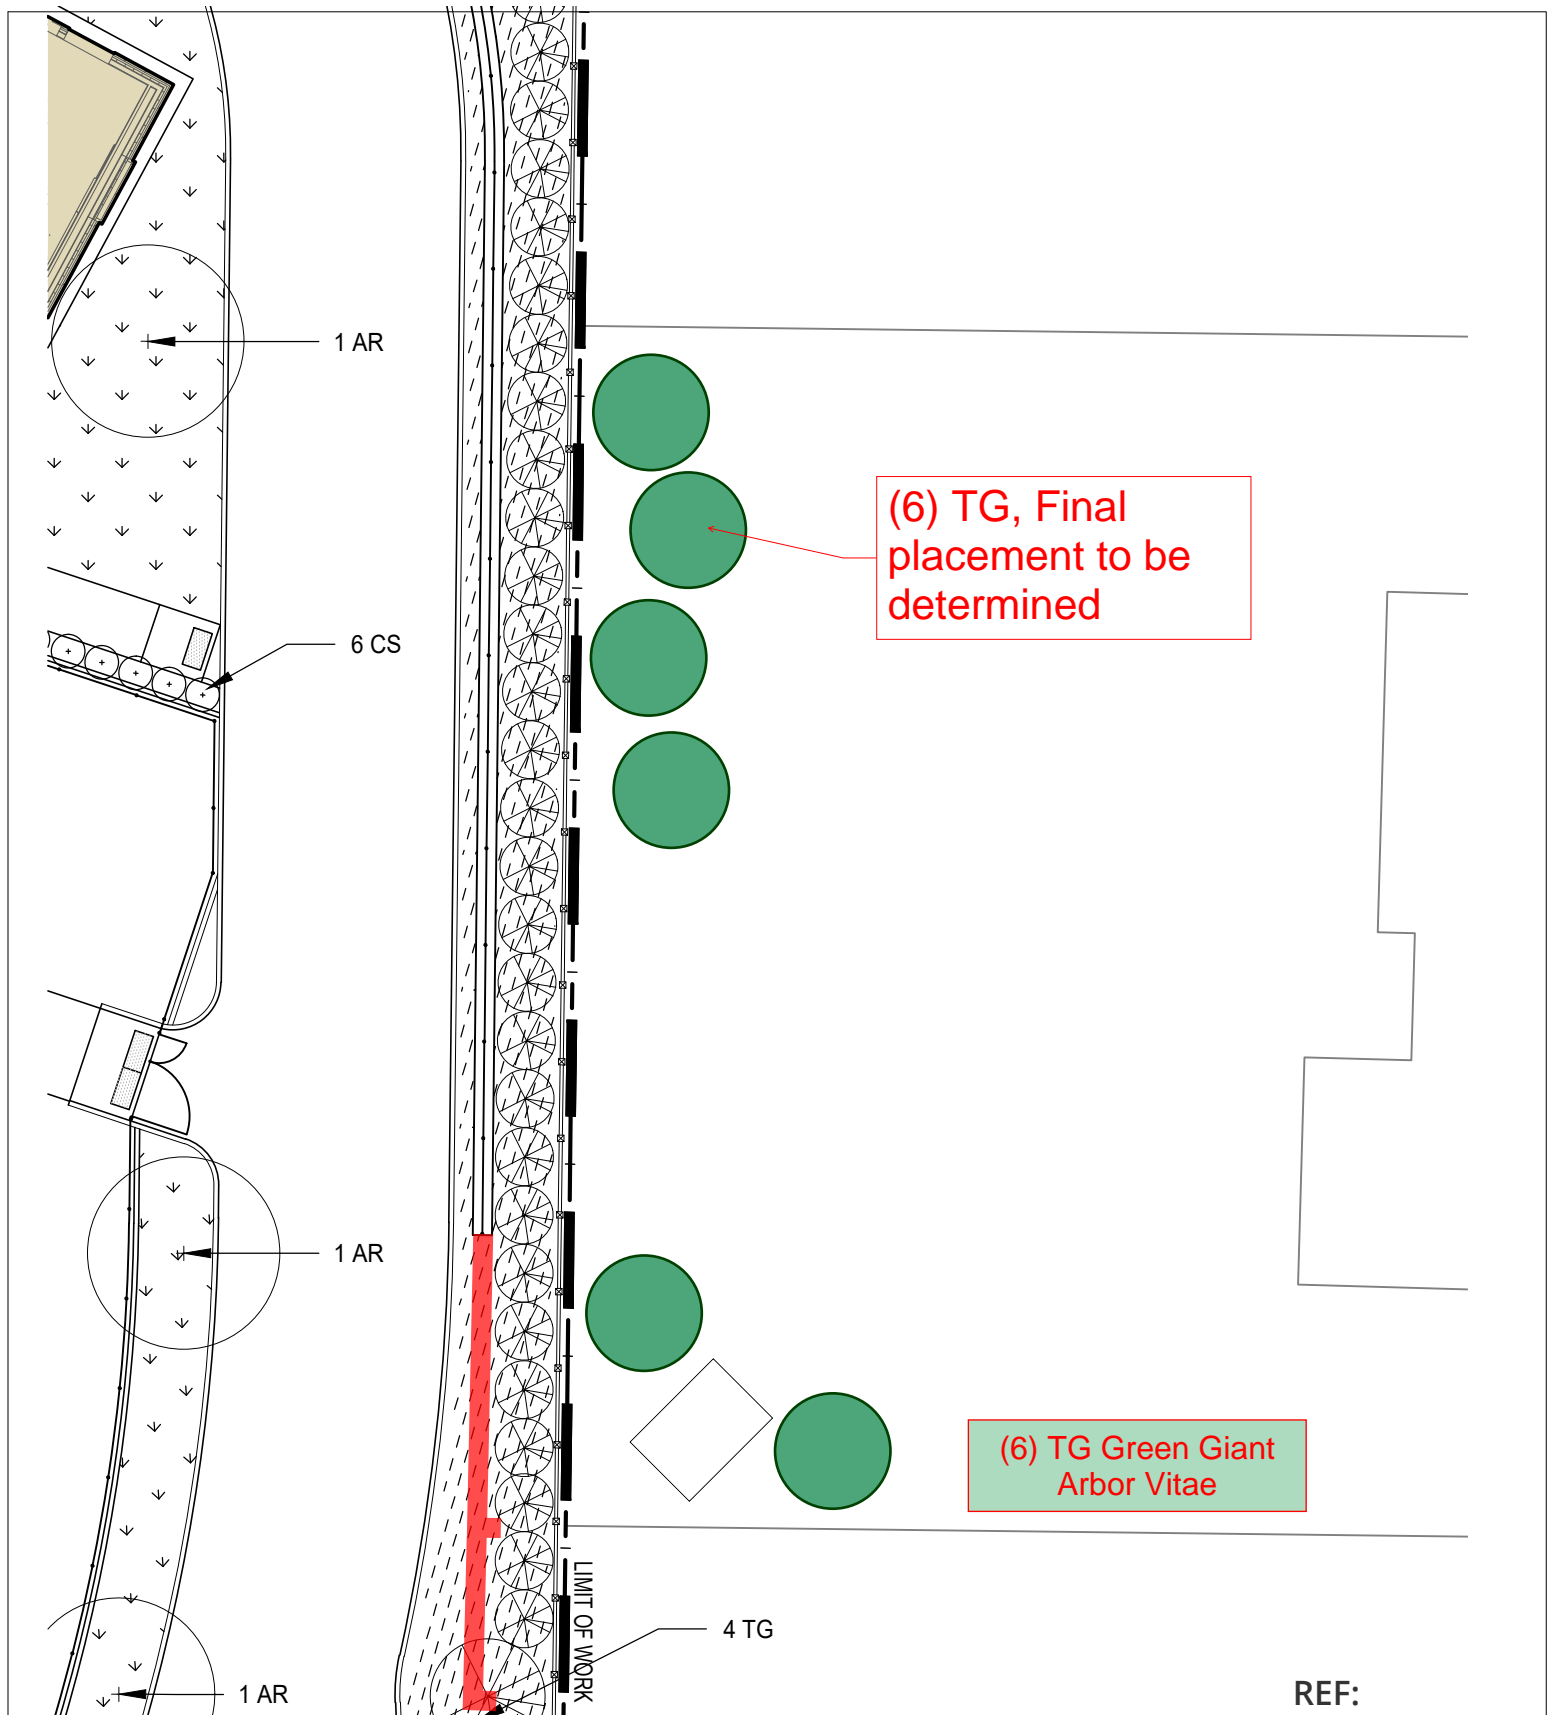 1 AR
(6) TG, Final
placement to be
determined
6 CS
1 AR
(6) TG Green Giant
Arbor Vitae
LIMIT OF WORK
4 TG
1 AR
REF: